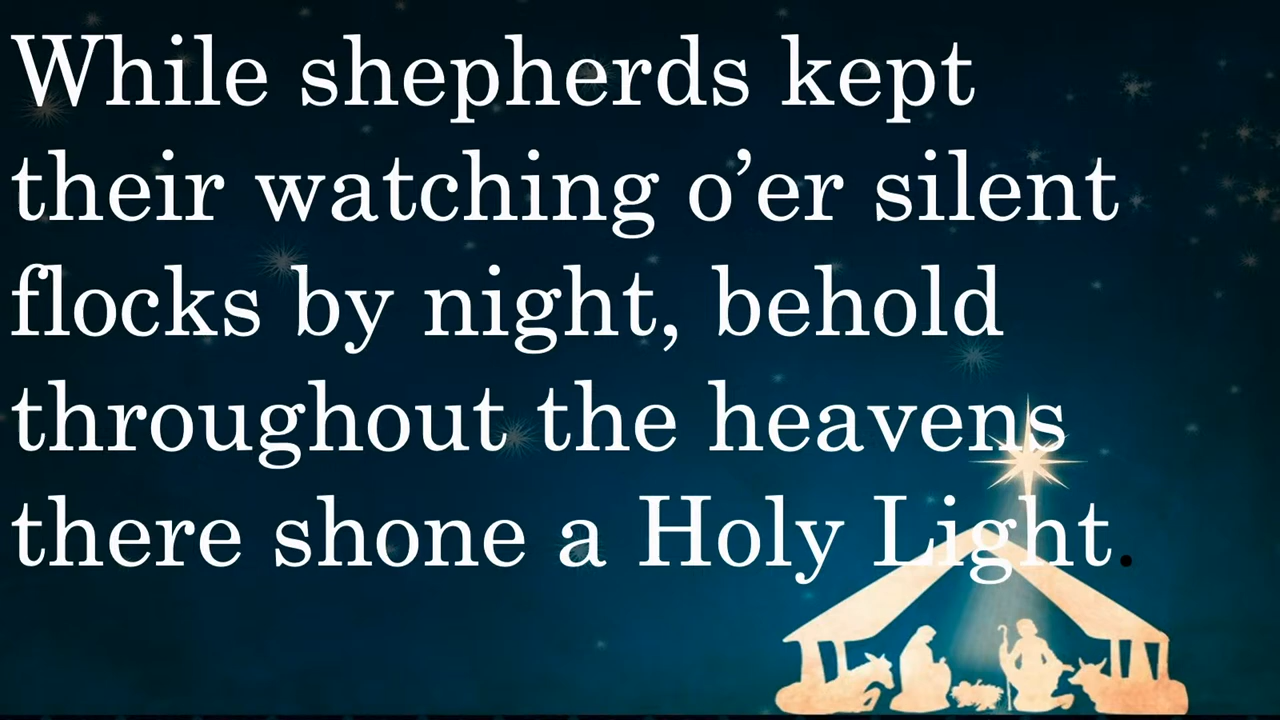 While shepherds kept
their watching o’er silent
flocks by night, behold
throughout the heavens
there shone a Holy Light.